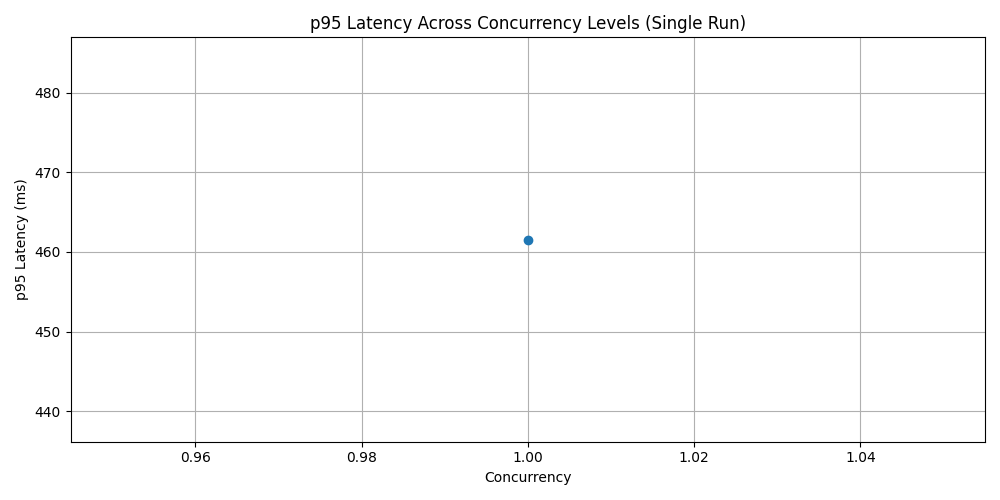 p95 Latency Across Concurrency Levels (Single Run)
p95 Latency (ms)
480
470
460
450
440
0.96 0.98 1.00 1.02 1.04
Concurrency